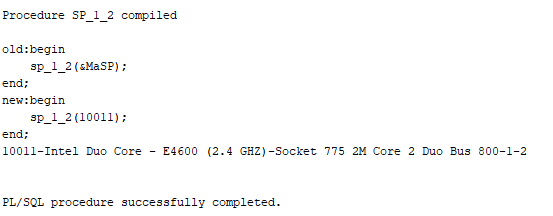 Procedure SP_1_2 compiled
old:begin
sp_1_2(&MaSP);
end;
new:begin
sp_1_2(10011);
end;
10011-Intel Duo Core - E4600 (2.4 GHZ)-Socket 775 2M Core 2 Duo Bus 800-1-2
PL/SQL procedure successfully completed.